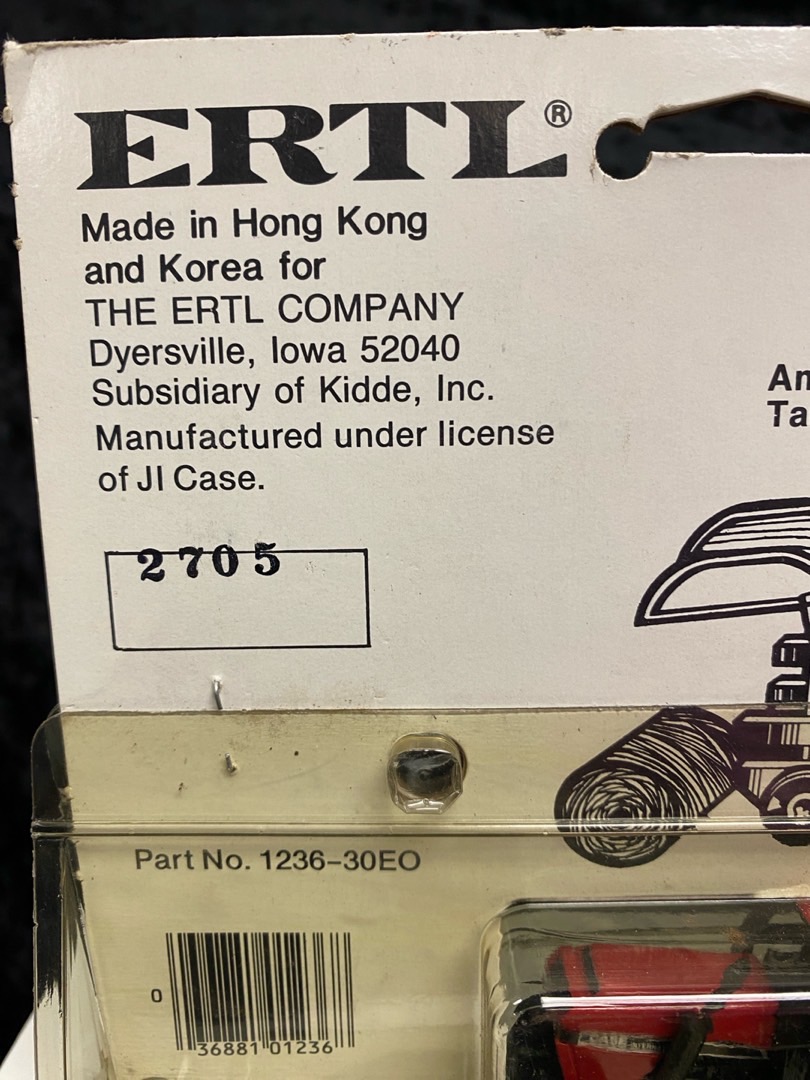 ERTL®
Made in Hong Kong
and Korea for
THE ERTL COMPANY
Dyersville, Iowa 52040
Subsidiary of Kidde, Inc.
Manufactured under license
of JI Case.
2705
Part No. 1236-30EO
0 36881 01236